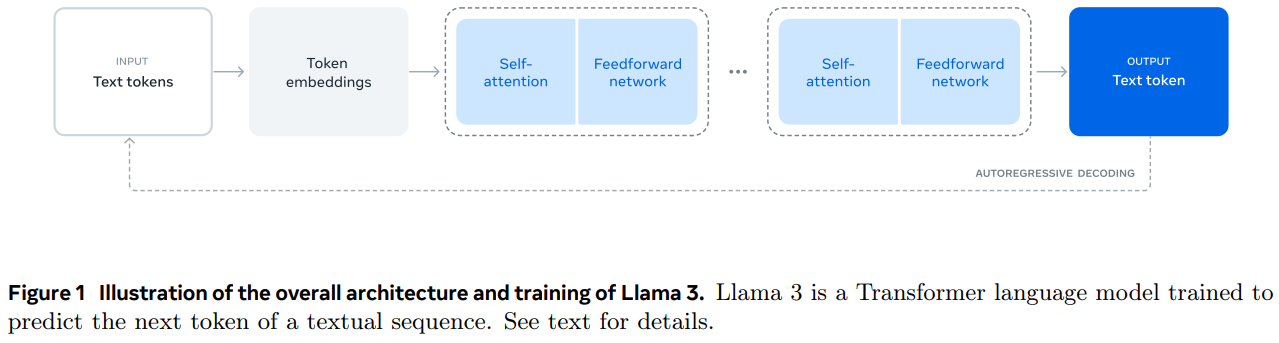 INPUT
Text tokens
Token
embeddings
Self-
attention
Feedforward
network
...
Self-
attention
Feedforward
network
OUTPUT
Text token
AUTOREGRESSIVE DECODING
Figure 1 Illustration of the overall architecture and training of Llama 3. Llama 3 is a Transformer language model trained to
predict the next token of a textual sequence. See text for details.